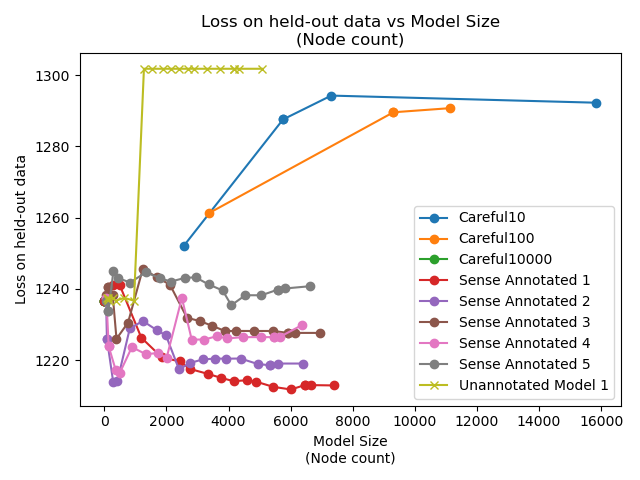 Loss on held-out data vs Model Size
(Node count)
Loss on held-out data
1300
1280
1260
1240
1220
0 2000 4000 6000 8000 10000 12000 14000 16000
Model Size
(Node count)
Careful10
Careful100
Careful10000
Sense Annotated 1
Sense Annotated 2
Sense Annotated 3
Sense Annotated 4
Sense Annotated 5
Unannotated Model 1